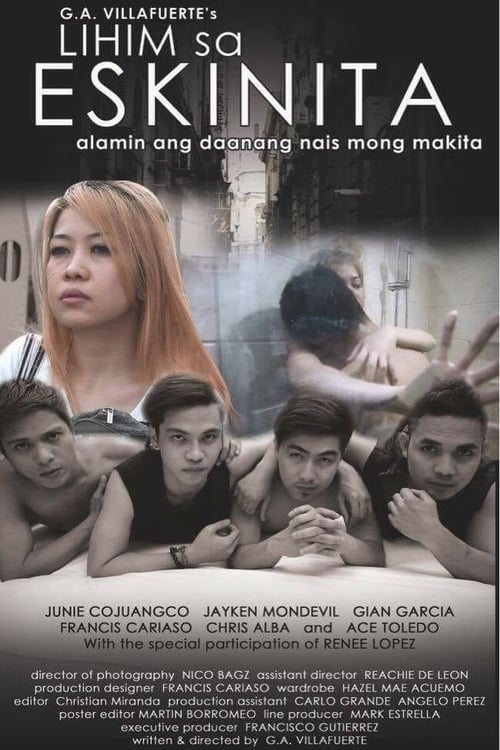 G.A. VILLAFUERTE's
LIHIM sa
ESKINITA
alamin ang daanang nais mong makita
JUNIE COJUANGCO JAYKEN MONDEVIL GIAN GARCIA
FRANCIS CARIASO CHRIS ALBA and ACE TOLEDO
With the special participation of RENEE LOPEZ
director of photography NICO BAGZ assistant director REACHIE DE LEON
production designer FRANCIS CARIASO wardrobe HAZEL MAE ACUEMO
editor Christian Miranda production assistant CARLO GRANDE ANGELO PEREZ
poster editor MARTIN BORROMEO line producer MARK ESTRELLA
executive producer FRANCISCO GUTIERREZ
written & directed by G.A. VILLAFUERTE